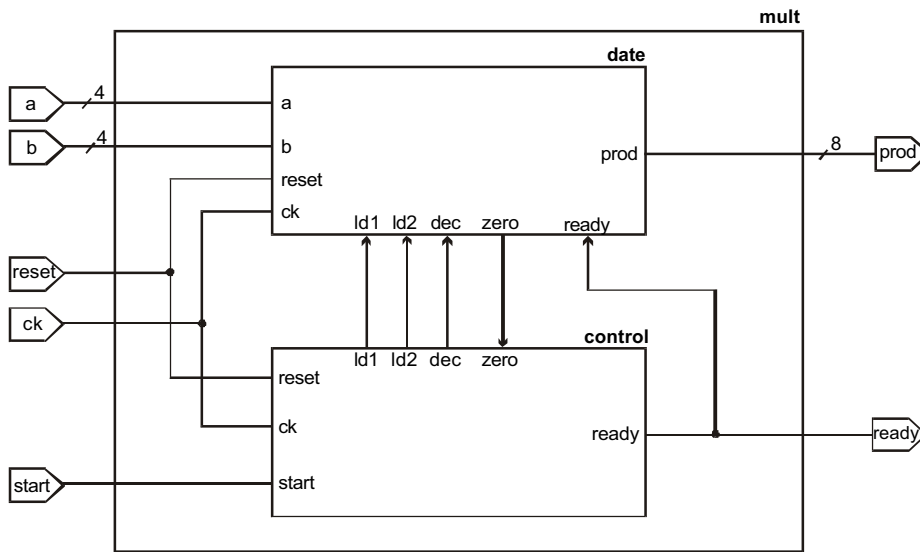 mult
date
a 4 a
b 4 b
prod 8 prod
reset
ck
ld1 ld2 dec zero ready
reset
ck
control
ld1 ld2 dec zero
reset
ck
ready ready
start start